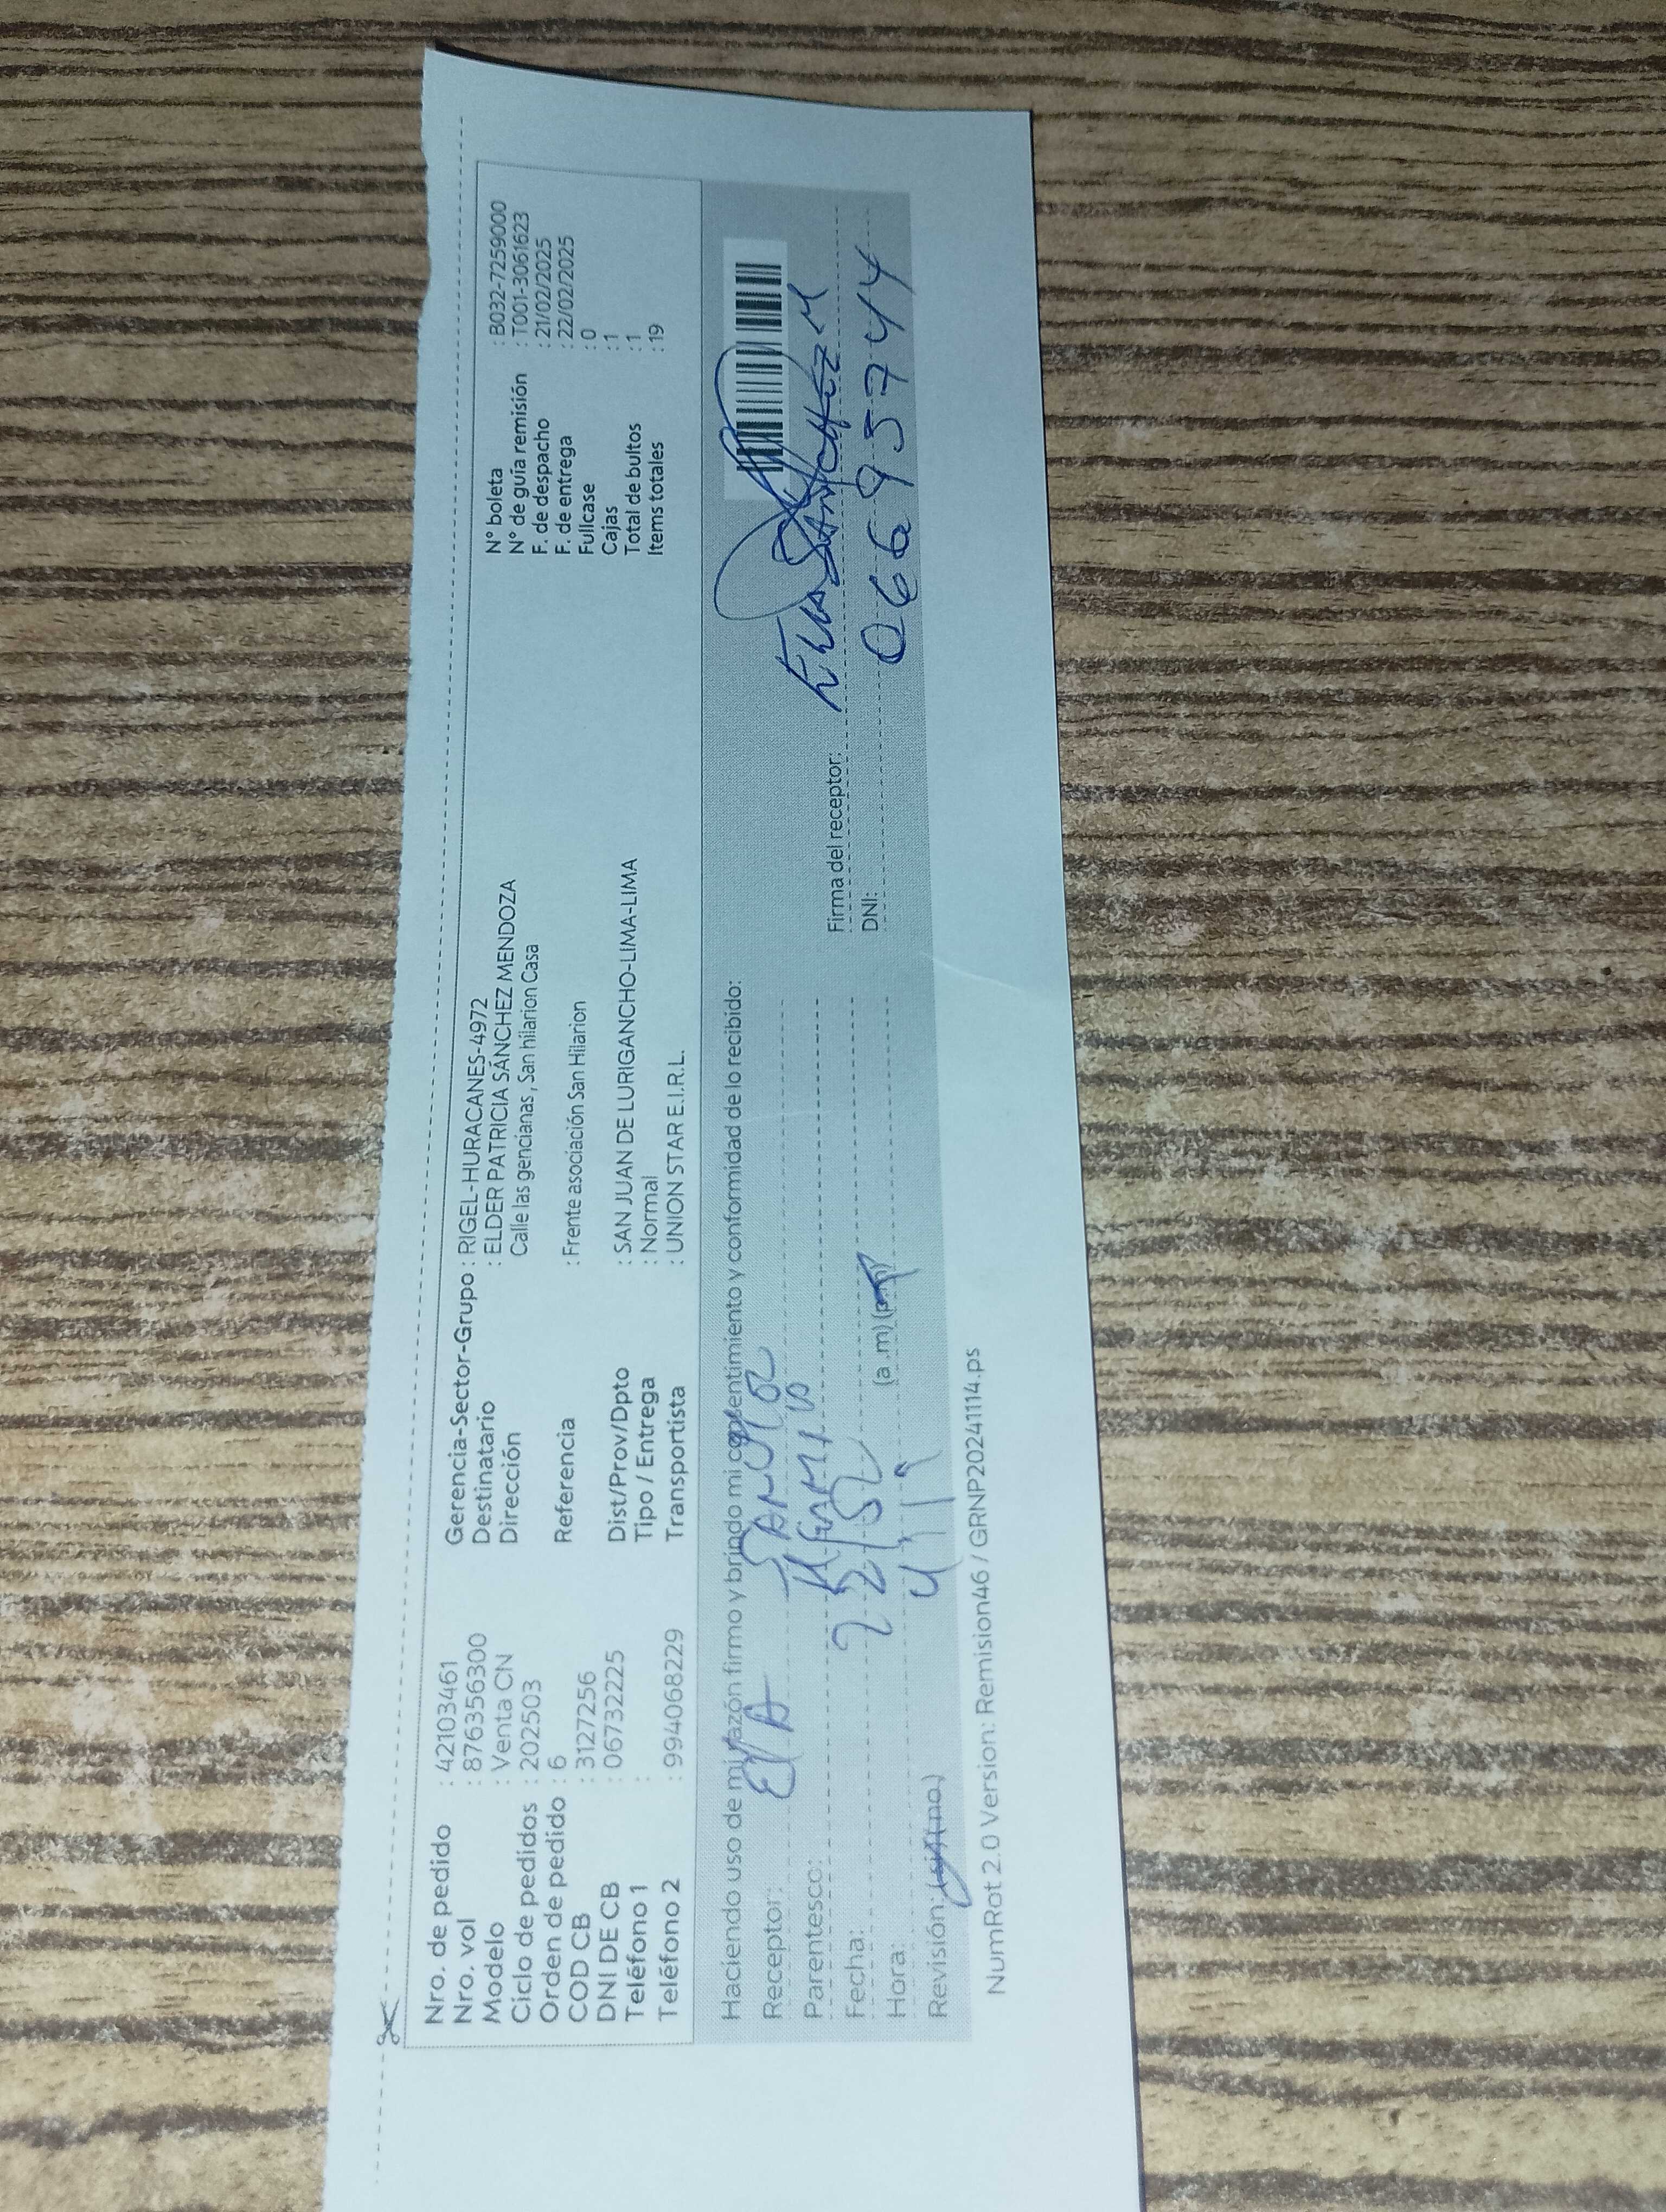 Nro. de pedido : 42103461
Nro. vol : 876356300
Modelo : Venta CN
Ciclo de pedidos : 202503
Orden de pedido : 6
COD CB : 3127256
DNI DE CB : 06732225
Teléfono 1 :
Teléfono 2 : 994068229
Gerencia-Sector-Grupo : RIGEL-HURACANES-4972
Destinatario : ELDER PATRICIA SÁNCHEZ MENDOZA
Dirección Calle las gencianas , San hilarion Casa
Referencia : Frente asociación San Hilarion
Dist/Prov/Dpto : SAN JUAN DE LURIGANCHO-LIMA-LIMA
Tipo / Entrega : Normal
Transportista : UNION STAR E.I.R.L.
N° boleta : B032-7259000
N° de guía remisión : T001-3061623
F. de despacho : 21/02/2025
F. de entrega : 22/02/2025
Fullcase : 0
Cajas : 1
Total de bultos : 1
Items totales : 19
Haciendo uso de mi razón firmo y brindo mi consentimiento y conformidad de lo recibido:
Receptor:
Parentesco:
Fecha:
Hora: (a.m) (p.m)
Revisión: (si) (no)
Firma del receptor: SANCHEZ M
DNI: 06695744
NumRot 2.0 Version: Remision46 / GRNP20241114.ps